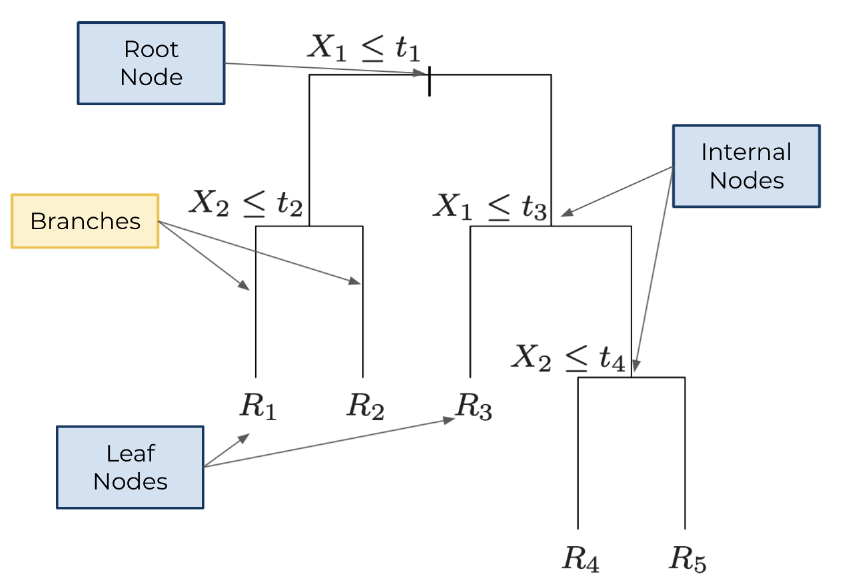 Root
Node
X₁ ≤ t₁
Internal
Nodes
Branches
X₂ ≤ t₂
X₁ ≤ t₃
X₂ ≤ t₄
R₁
R₂
R₃
Leaf
Nodes
R₄
R₅